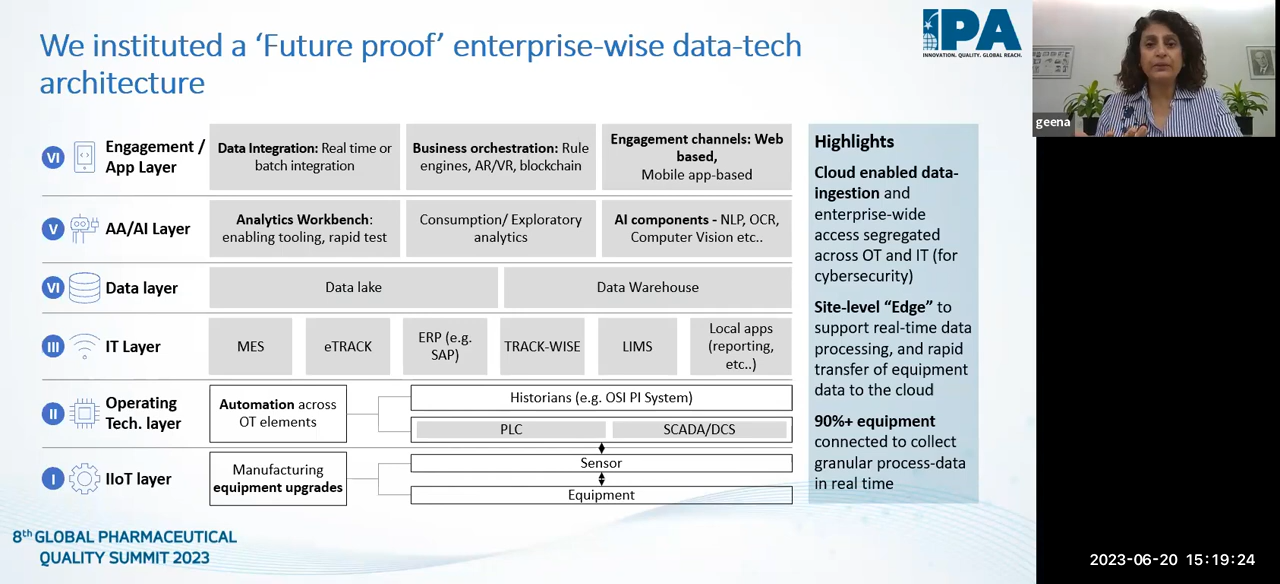 We instituted a ‘Future proof’ enterprise-wise data-tech
architecture
IPA
INNOVATION. QUALITY. GLOBAL REACH.
geena
VI
Engagement /
App Layer
Data Integration: Real time or
batch integration
Business orchestration: Rule
engines, AR/VR, blockchain
Engagement channels: Web
based,
Mobile app-based
V
AA/AI Layer
Analytics Workbench:
enabling tooling, rapid test
Consumption/ Exploratory
analytics
AI components - NLP, OCR,
Computer Vision etc..
VI
Data layer
Data lake
Data Warehouse
III
IT Layer
MES
eTRACK
ERP (e.g.
SAP)
TRACK-WISE
LIMS
Local apps
(reporting,
etc..)
II
Operating
Tech. layer
Automation across
OT elements
Historians (e.g. OSI PI System)
PLC
SCADA/DCS
I
IIoT layer
Manufacturing
equipment upgrades
Sensor
Equipment
Highlights
Cloud enabled data-
ingestion and
enterprise-wide
access segregated
across OT and IT (for
cybersecurity)
Site-level “Edge” to
support real-time data
processing, and rapid
transfer of equipment
data to the cloud
90%+ equipment
connected to collect
granular process-data
in real time
8th GLOBAL PHARMACEUTICAL
QUALITY SUMMIT 2023
2023-06-20 15:19:24